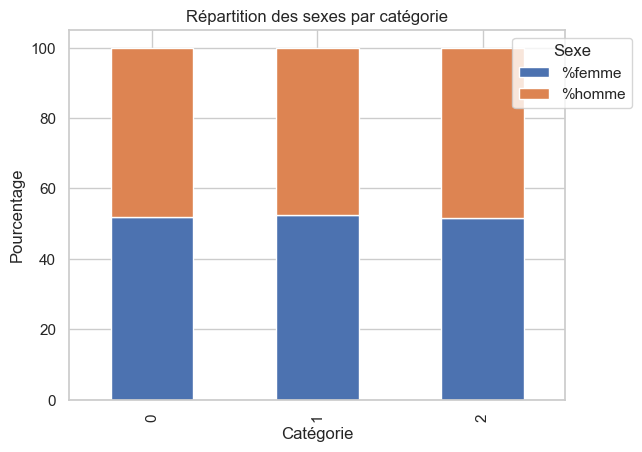 Répartition des sexes par catégorie
Sexe
%femme
%homme
Pourcentage
100
80
60
40
20
0
0
1
2
Catégorie